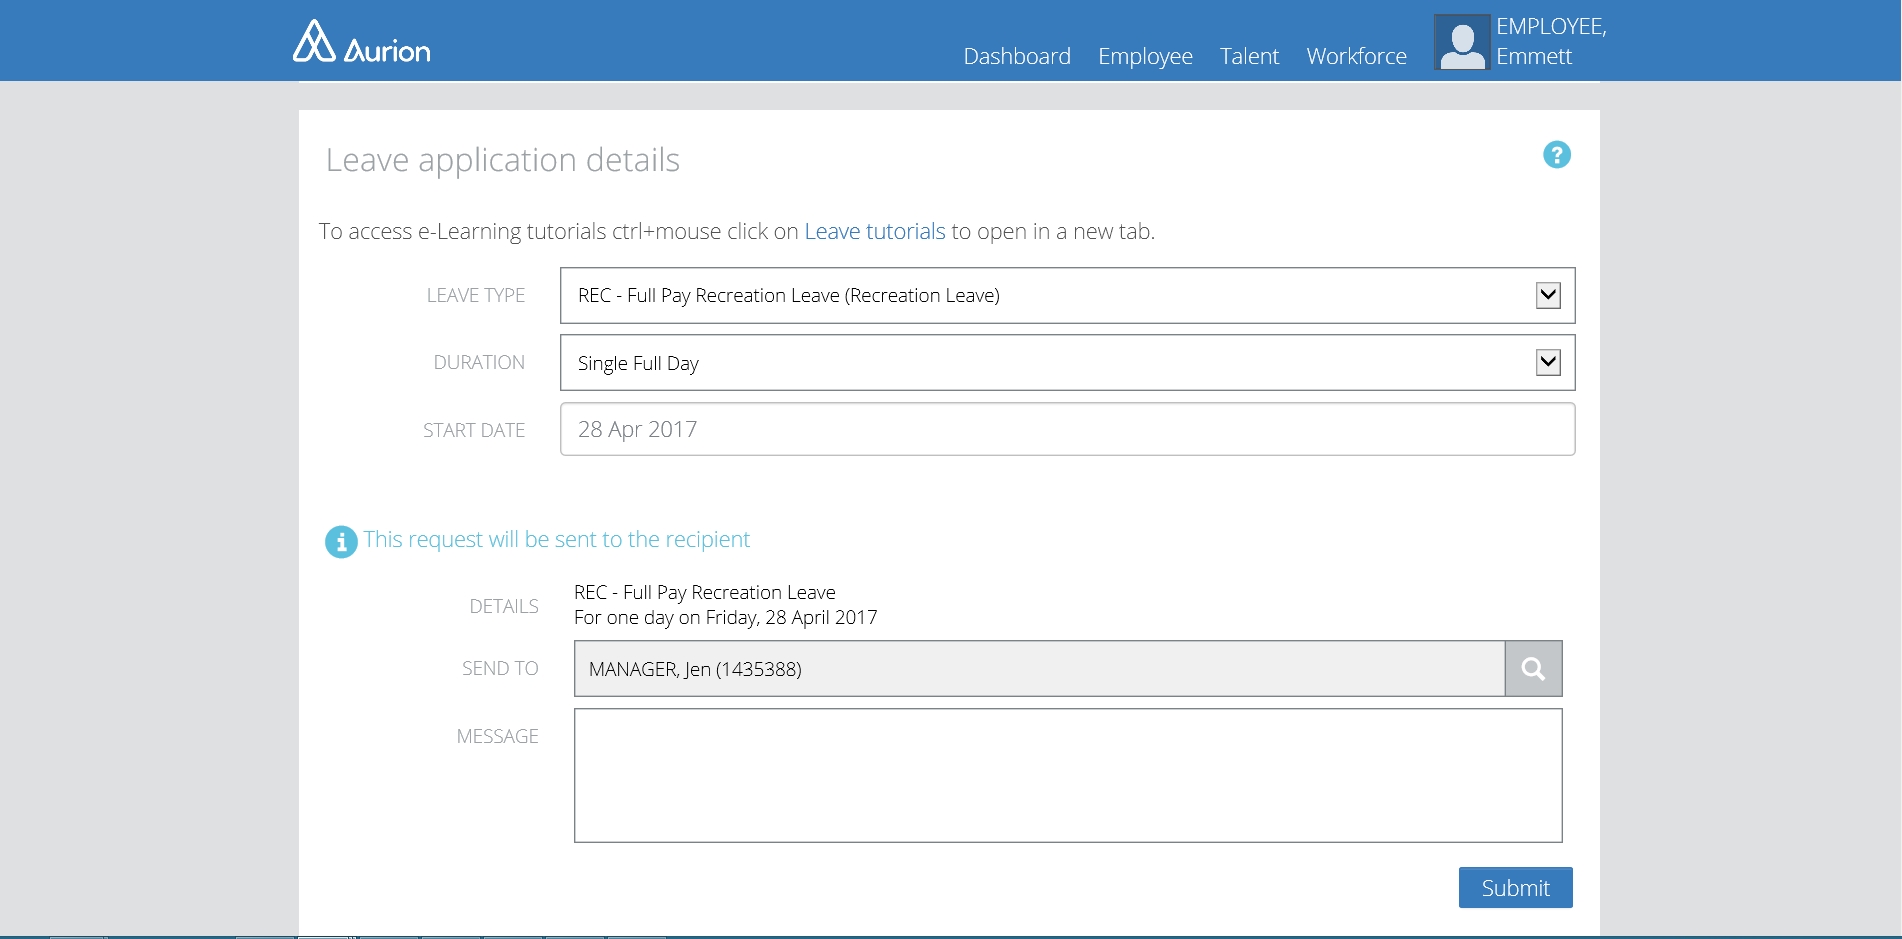 Aurion
Dashboard Employee Talent Workforce
EMPLOYEE,
Emmett
Leave application details
?
To access e-Learning tutorials ctrl+mouse click on Leave tutorials to open in a new tab.
LEAVE TYPE REC - Full Pay Recreation Leave (Recreation Leave)
DURATION Single Full Day
START DATE 28 Apr 2017
i This request will be sent to the recipient
DETAILS REC - Full Pay Recreation Leave
For one day on Friday, 28 April 2017
SEND TO MANAGER, Jen (1435388)
MESSAGE
Submit